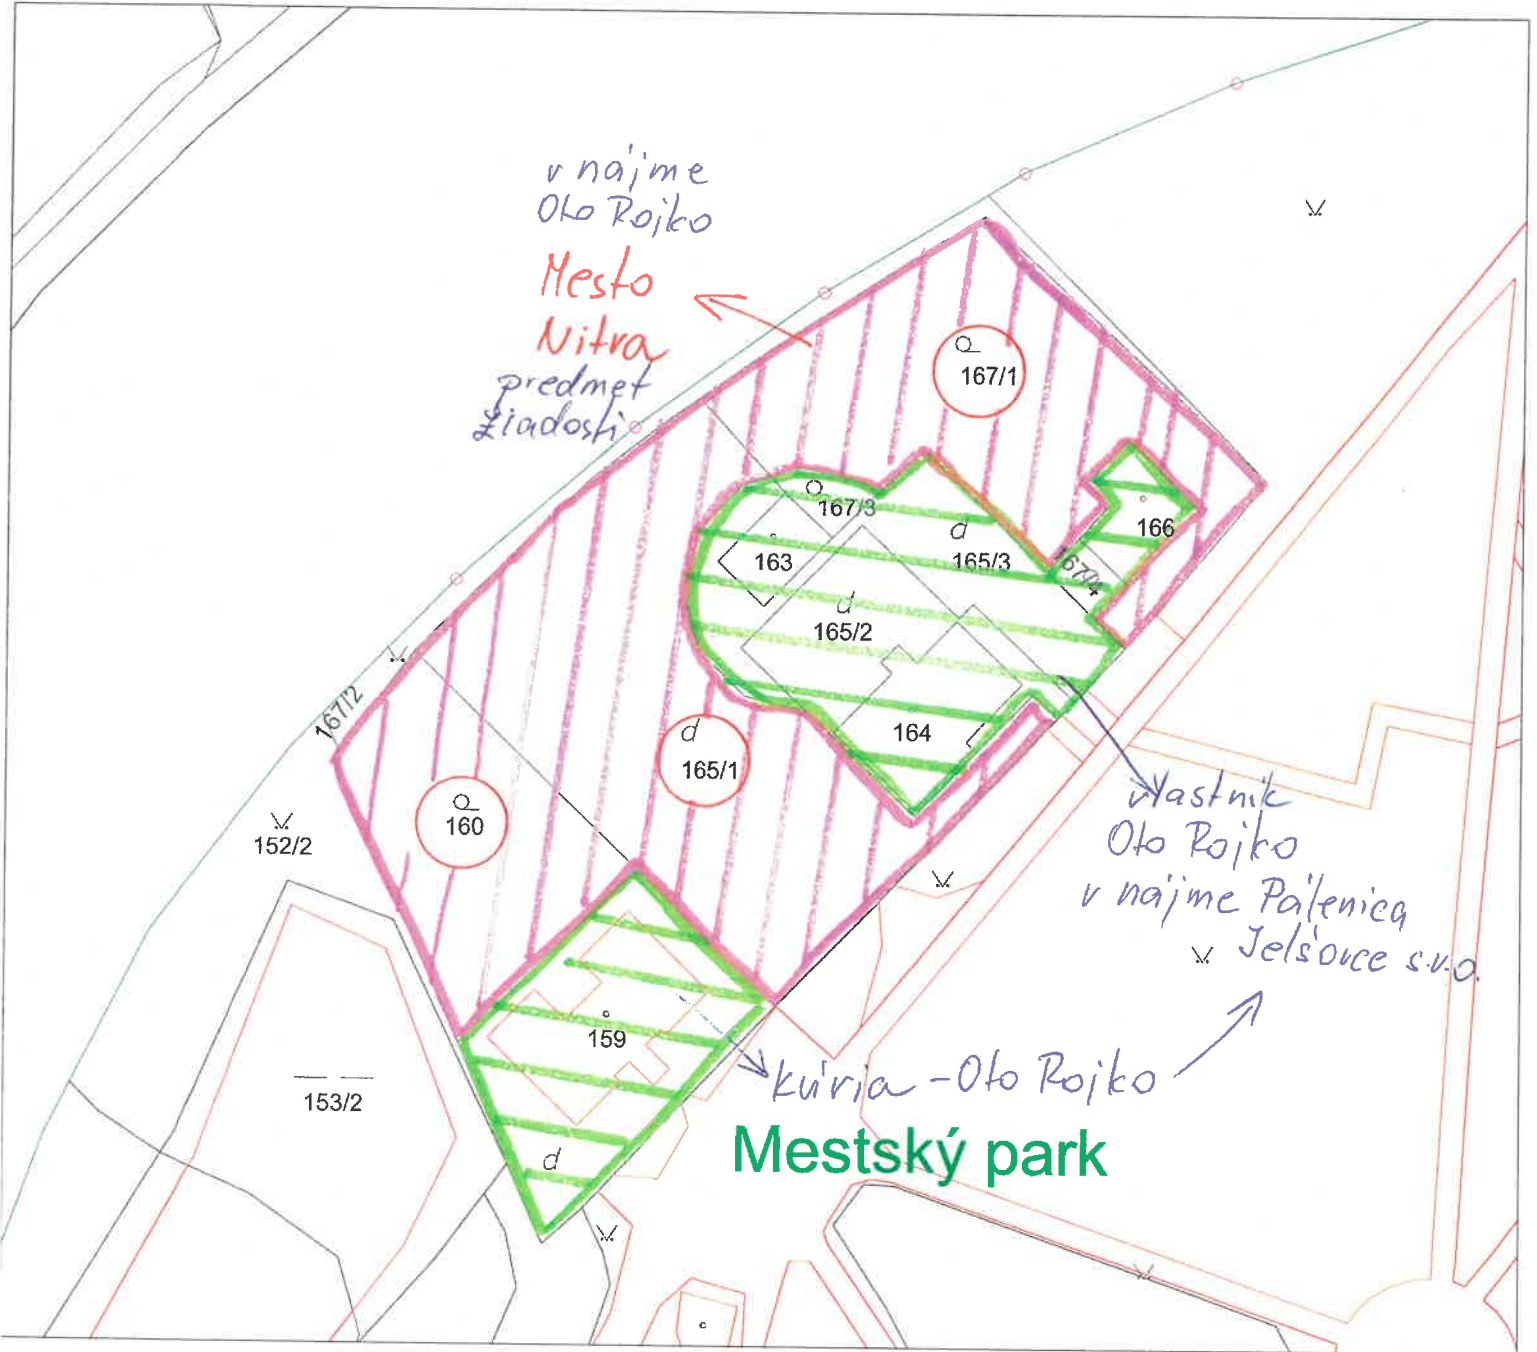 v nájme
Oto Rojko
Mesto
Nitra
predmet
žiadosti
167/1
167/3
163
165/3
166
167/4
165/2
164
167/2
165/1
160
152/2
vlastník
Oto Rojko
v nájme Pálenica
Jelšovce s.r.o.
159
153/2
kúria - Oto Rojko
Mestský park
d
d
d
d